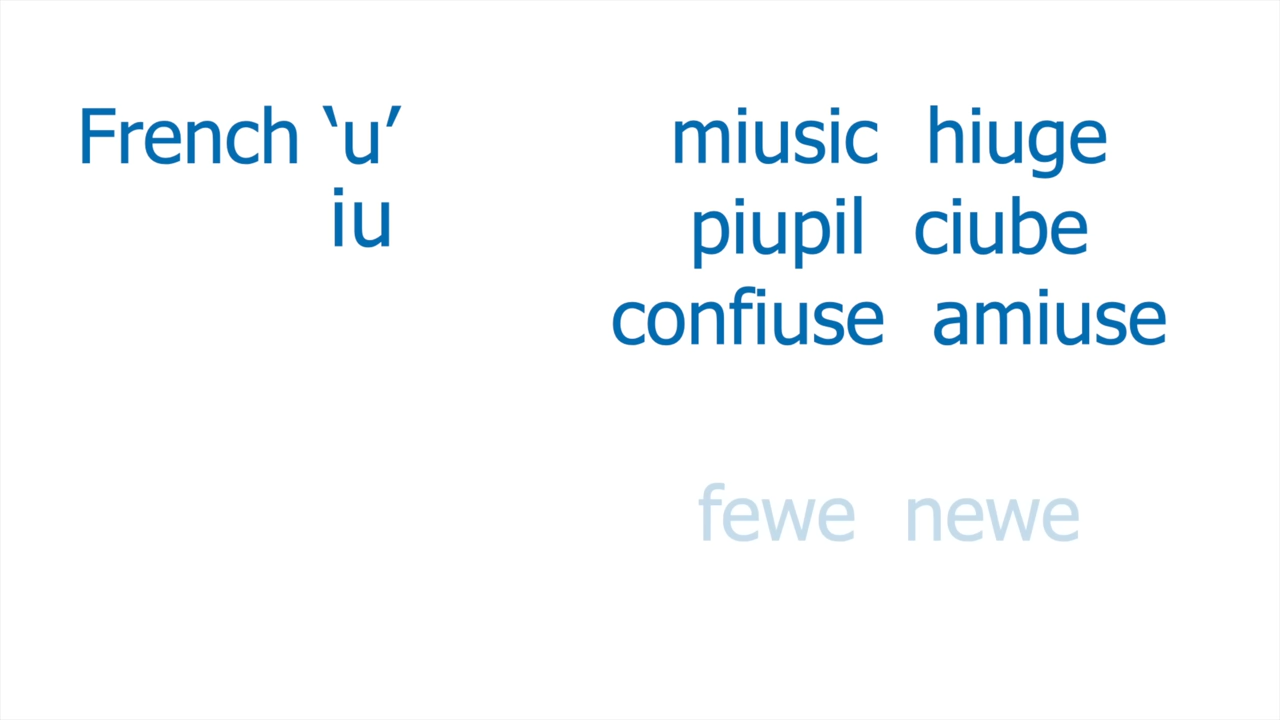 French ‘u’ miusic hiuge
iu piupil ciube
confiuse amiuse
fewe newe